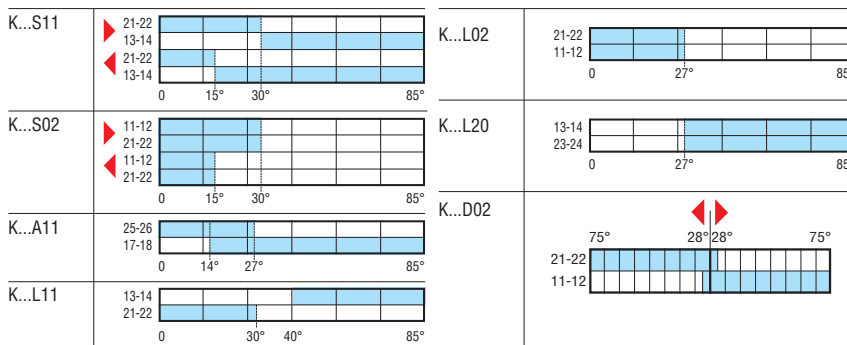 K...S11
21-22
13-14
21-22
13-14
0 15° 30° 85°
K...S02
11-12
21-22
11-12
21-22
0 15° 30° 85°
K...A11
25-26
17-18
0 14° 27° 85°
K...L11
13-14
21-22
0 30° 40° 85°
K...L02
21-22
11-12
0 27° 85
K...L20
13-14
23-24
0 27° 85
K...D02
75° 28° 28° 75°
21-22
11-12